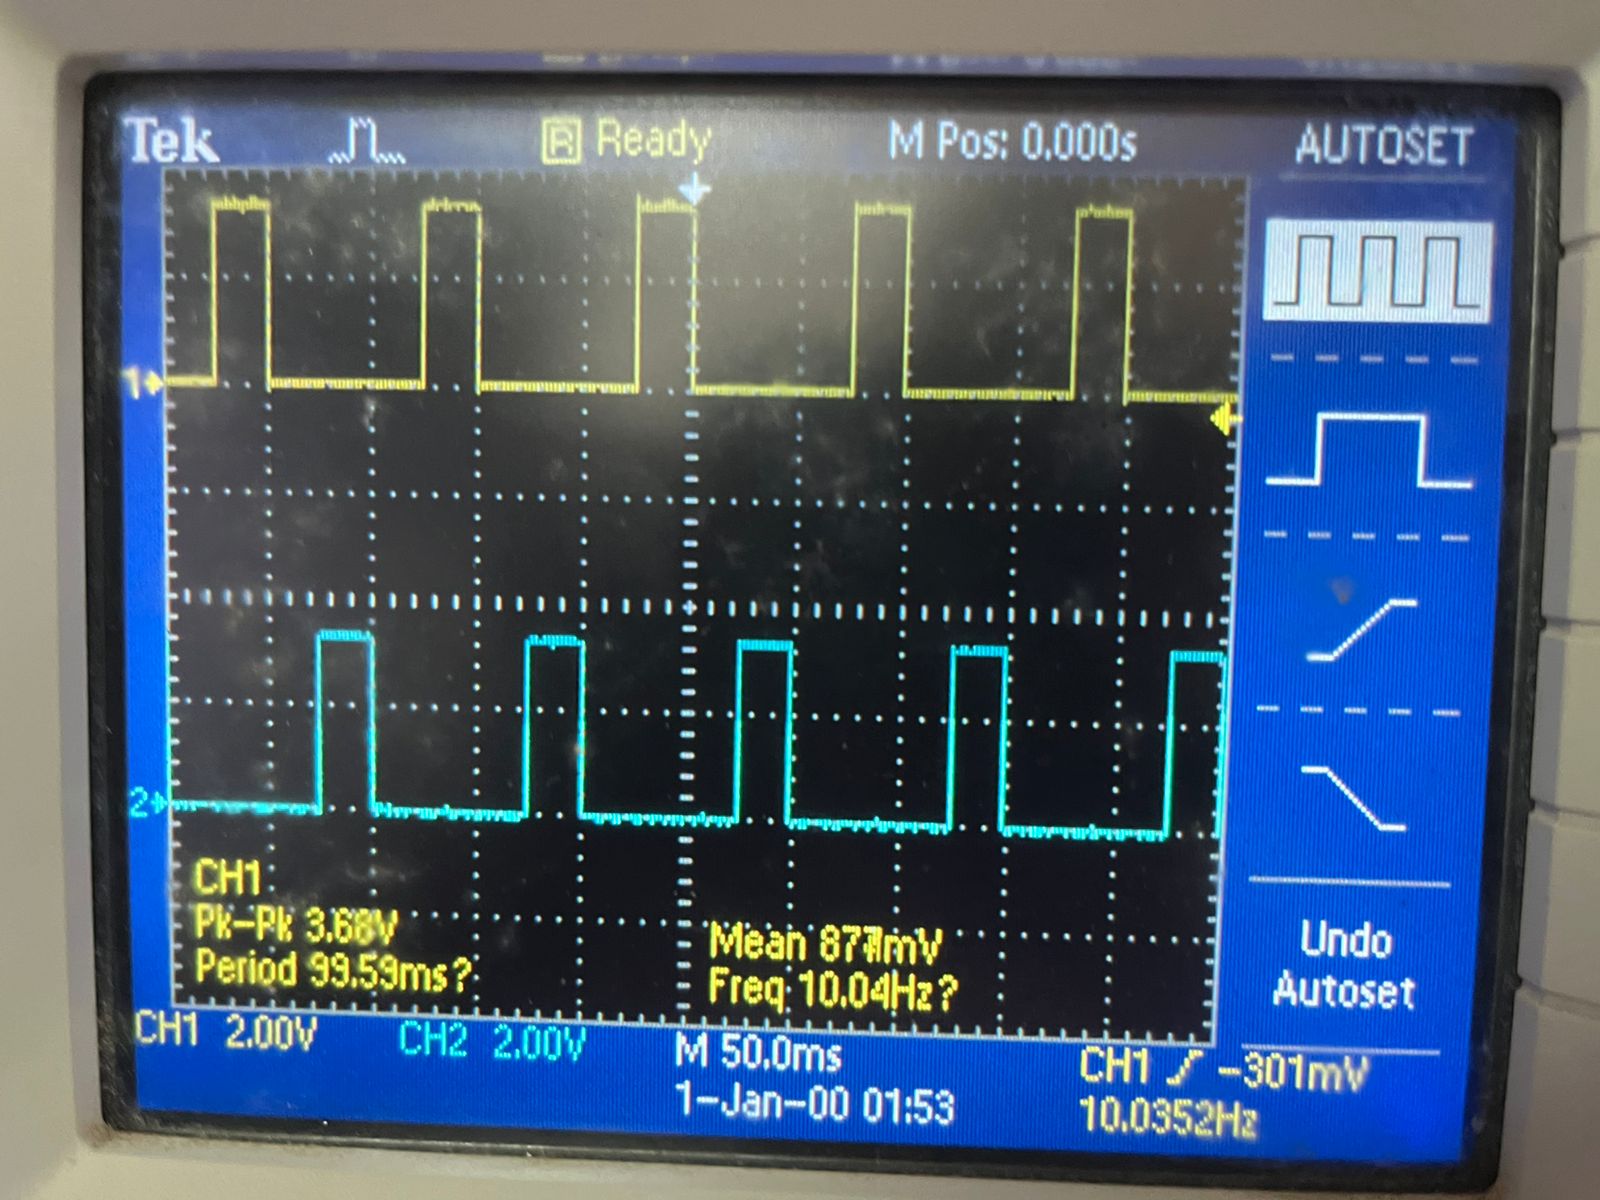 Tek R Ready M Pos: 0.000s AUTOSET
1
2
CH1
Pk-Pk 3.68V
Mean 877mV
Period 99.59ms?
Freq 10.04Hz?
Undo
Autoset
CH1 2.00V CH2 2.00V M 50.0ms CH1 -301mV
1-Jan-00 01:53 10.0352Hz